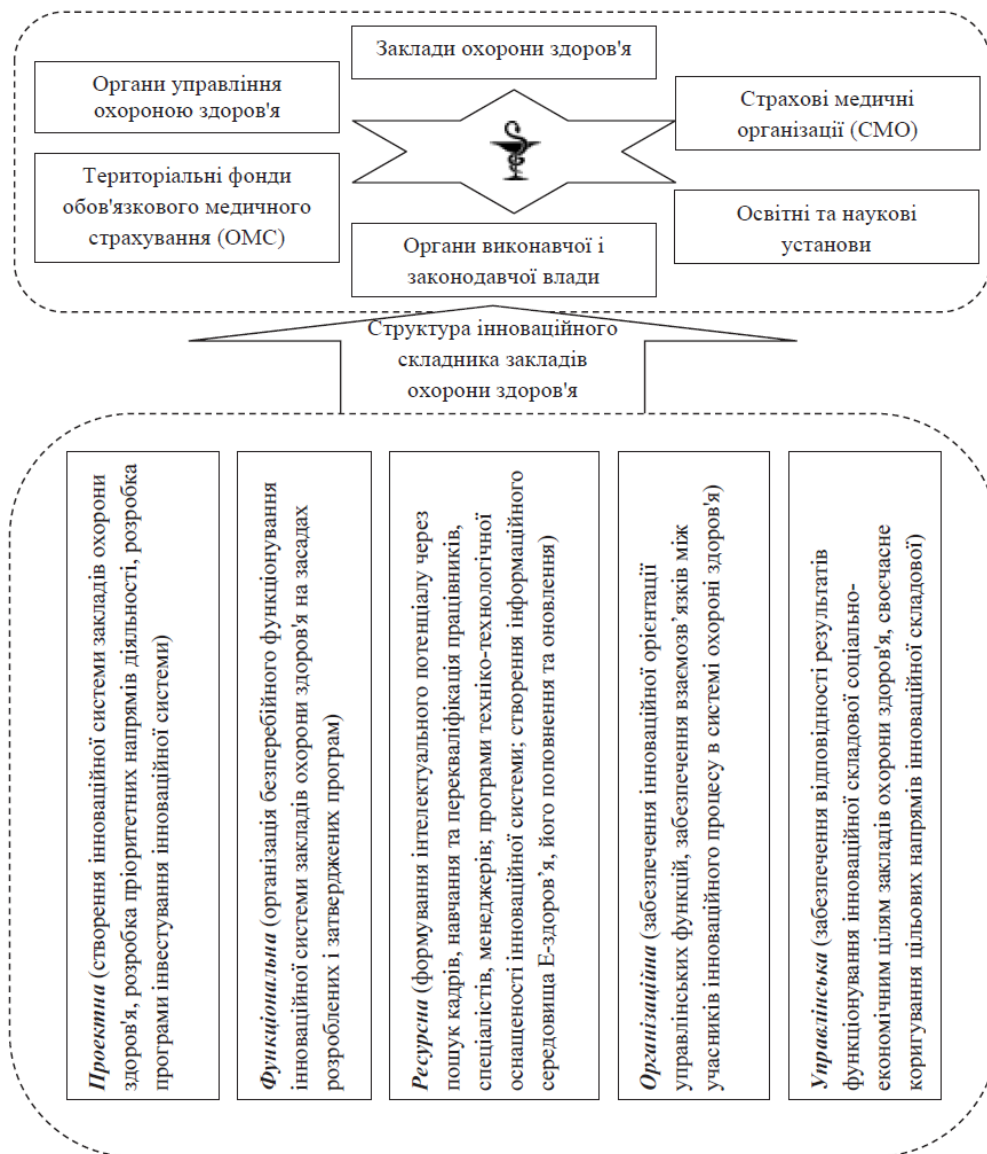 Заклади охорони здоров'я
Органи управління
охороною здоров'я
Страхові медичні
організації (СМО)
Територіальні фонди
обов'язкового медичного
страхування (ОМС)
Освітні та наукові
установи
Органи виконавчої і
законодавчої влади
Структура інноваційного
складника закладів
охорони здоров'я
Проектна (створення інноваційної системи закладів охорони
здоров'я, розробка пріоритетних напрямів діяльності, розробка
програми інвестування інноваційної системи)
Функціональна (організація безперебійного функціонування
інноваційної системи закладів охорони здоров'я на засадах
розроблених і затверджених програм)
Ресурсна (формування інтелектуального потенціалу через
пошук кадрів, навчання та перекваліфікація працівників,
спеціалістів, менеджерів; програми техніко-технологічної
оснащеності інноваційної системи; створення інформаційного
середовища Е-здоров’я, його поповнення та оновлення)
Організаційна (забезпечення інноваційної орієнтації
управлінських функцій, забезпечення взаємозв’язків між
учасників інноваційного процесу в системі охороні здоров'я)
Управлінська (забезпечення відповідності результатів
функціонування інноваційної складової соціально-
економічним цілям закладів охорони здоров'я, своєчасне
коригування цільових напрямів інноваційної складової)